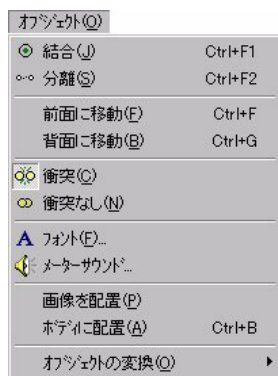 オブジェクト(O)
結合(J) Ctrl+F1
分離(S) Ctrl+F2
前面に移動(F) Ctrl+F
背面に移動(B) Ctrl+G
衝突(C)
衝突なし(N)
フォント(F)...
メーターサウンド...
画像を配置(P)
ボディに配置(A) Ctrl+B
オブジェクトの変換(O)